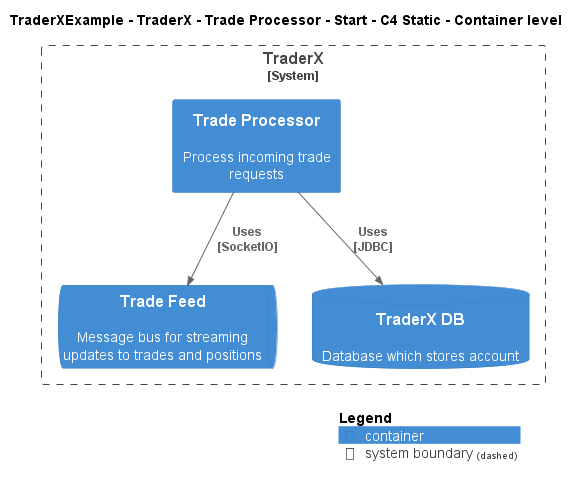 TraderXExample - TraderX - Trade Processor - Start - C4 Static - Container level
TraderX
[System]
Trade Processor
Process incoming trade
requests
Uses
[SocketIO]
Uses
[JDBC]
Trade Feed
Message bus for streaming
updates to trades and positions
TraderX DB
Database which stores account
Legend
container
system boundary (dashed)